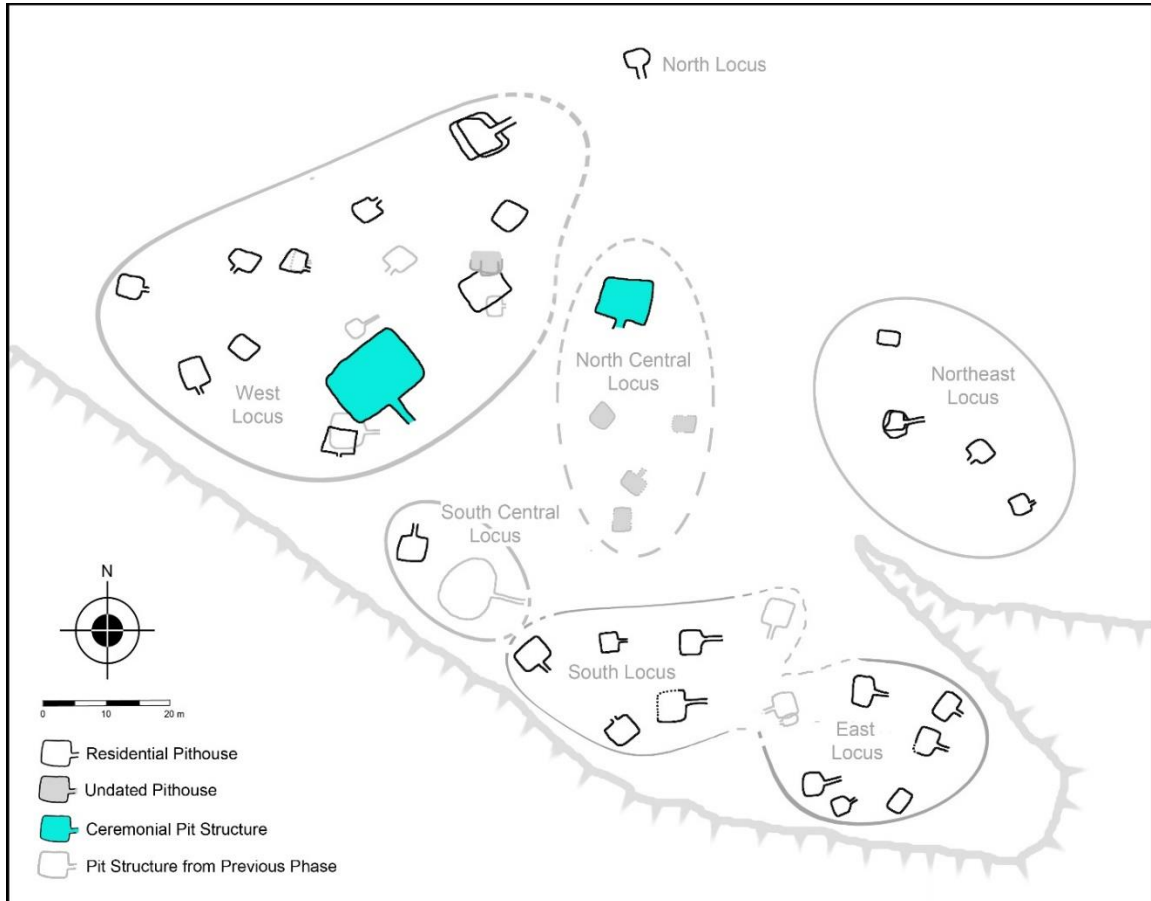 North Locus
North Central
Locus
Northeast
Locus
West
Locus
South Central
Locus
South Locus
East
Locus
N
0 10 20 m
Residential Pithouse
Undated Pithouse
Ceremonial Pit Structure
Pit Structure from Previous Phase